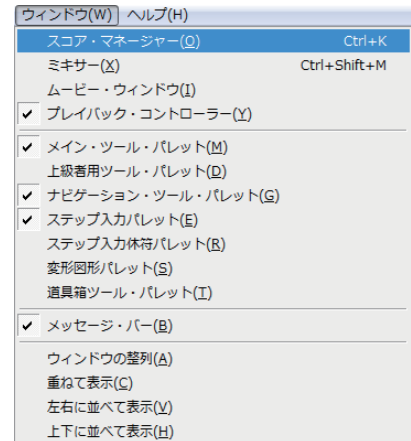 ウィンドウ(W) ヘルプ(H)
スコア・マネージャー(O) Ctrl+K
ミキサー(X) Ctrl+Shift+M
ムービー・ウィンドウ(I)
プレイバック・コントローラー(Y)
メイン・ツール・パレット(M)
上級者用ツール・パレット(D)
ナビゲーション・ツール・パレット(G)
ステップ入力パレット(E)
ステップ入力休符パレット(R)
変形図形パレット(S)
道具箱ツール・パレット(T)
メッセージ・バー(B)
ウィンドウの整列(A)
重ねて表示(C)
左右に並べて表示(V)
上下に並べて表示(H)